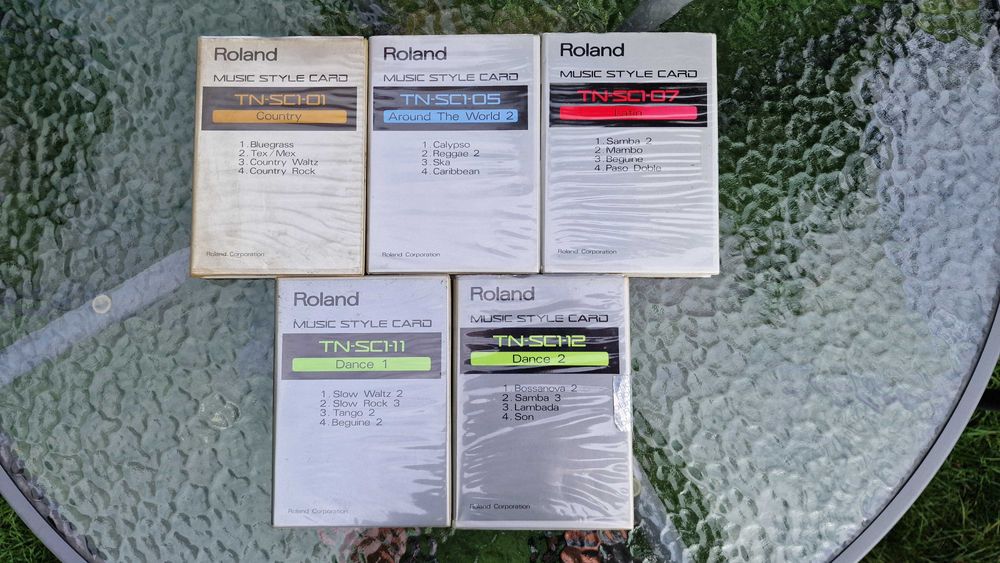 Roland
MUSIC STYLE CARD
TN-SC1-01
Country
1. Bluegrass
2. Tex/Mex
3. Country Waltz
4. Country Rock
Roland Corporation
Roland
MUSIC STYLE CARD
TN-SC1-05
Around The World 2
1. Calypso
2. Reggae 2
3. Ska
4. Caribbean
Roland Corporation
Roland
MUSIC STYLE CARD
TN-SC1-07
Latin
1. Samba 2
2. Mambo
3. Beguine
4. Paso Doble
Roland Corporation
Roland
MUSIC STYLE CARD
TN-SC1-11
Dance 1
1. Slow Waltz 2
2. Slow Rock 3
3. Tango 2
4. Beguine 2
Roland Corporation
Roland
MUSIC STYLE CARD
TN-SC1-12
Dance 2
1. Bossanova 2
2. Samba 3
3. Lambada
4. Son
Roland Corporation